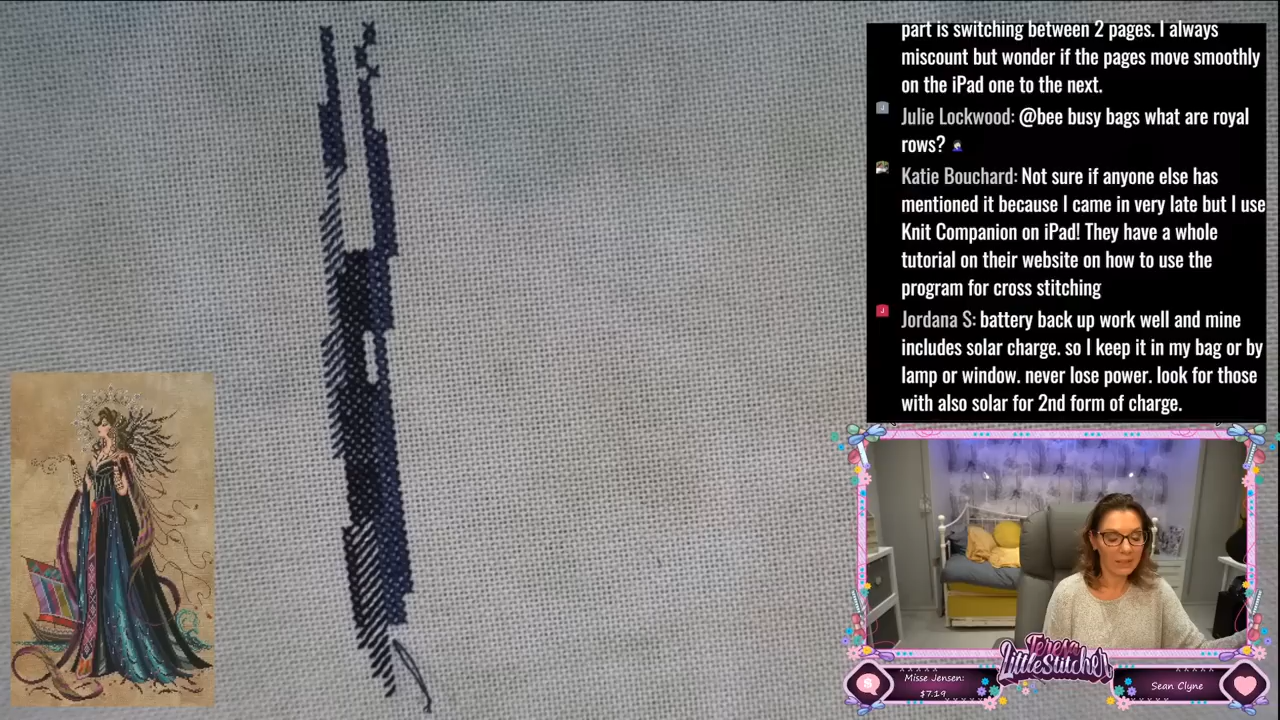 part is switching between 2 pages. I always
miscount but wonder if the pages move smoothly
on the iPad one to the next.
Julie Lockwood: @bee busy bags what are royal
rows?
Katie Bouchard: Not sure if anyone else has
mentioned it because I came in very late but I use
Knit Companion on iPad! They have a whole
tutorial on their website on how to use the
program for cross stitching
Jordana S: battery back up work well and mine
includes solar charge. so I keep it in my bag or by
lamp or window. never lose power. look for those
with also solar for 2nd form of charge.
Teresa
LittleStitcher
Misse Jensen:
$7.19
Sean Clyne